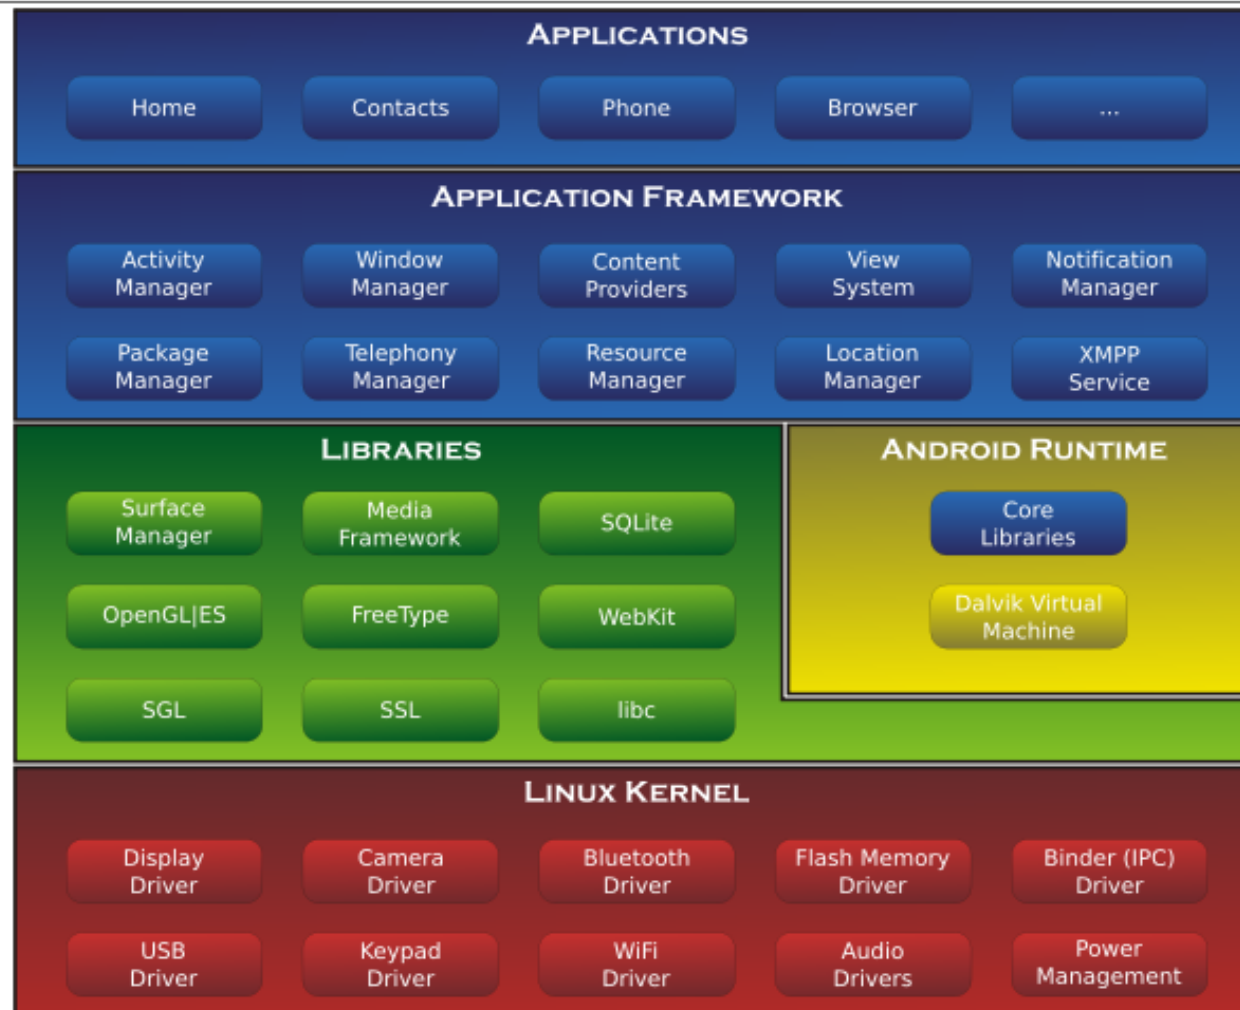 APPLICATIONS
Home
Contacts
Phone
Browser
...
APPLICATION FRAMEWORK
Activity
Manager
Window
Manager
Content
Providers
View
System
Notification
Manager
Package
Manager
Telephony
Manager
Resource
Manager
Location
Manager
XMPP
Service
LIBRARIES
Surface
Manager
Media
Framework
SQLite
OpenGL|ES
FreeType
WebKit
SGL
SSL
libc
ANDROID RUNTIME
Core
Libraries
Dalvik Virtual
Machine
LINUX KERNEL
Display
Driver
Camera
Driver
Bluetooth
Driver
Flash Memory
Driver
Binder (IPC)
Driver
USB
Driver
Keypad
Driver
WiFi
Driver
Audio
Drivers
Power
Management